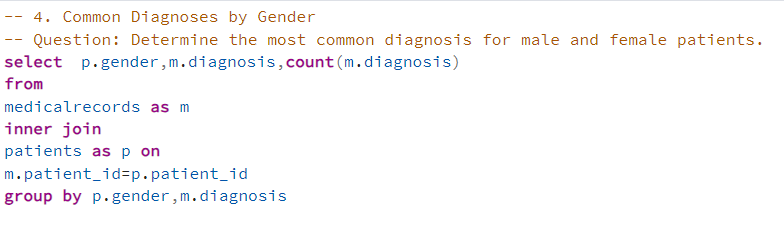 -- 4. Common Diagnoses by Gender
-- Question: Determine the most common diagnosis for male and female patients.
select  p.gender,m.diagnosis,count(m.diagnosis)
from
medicalrecords as m
inner join
patients as p on
m.patient_id=p.patient_id
group by p.gender,m.diagnosis